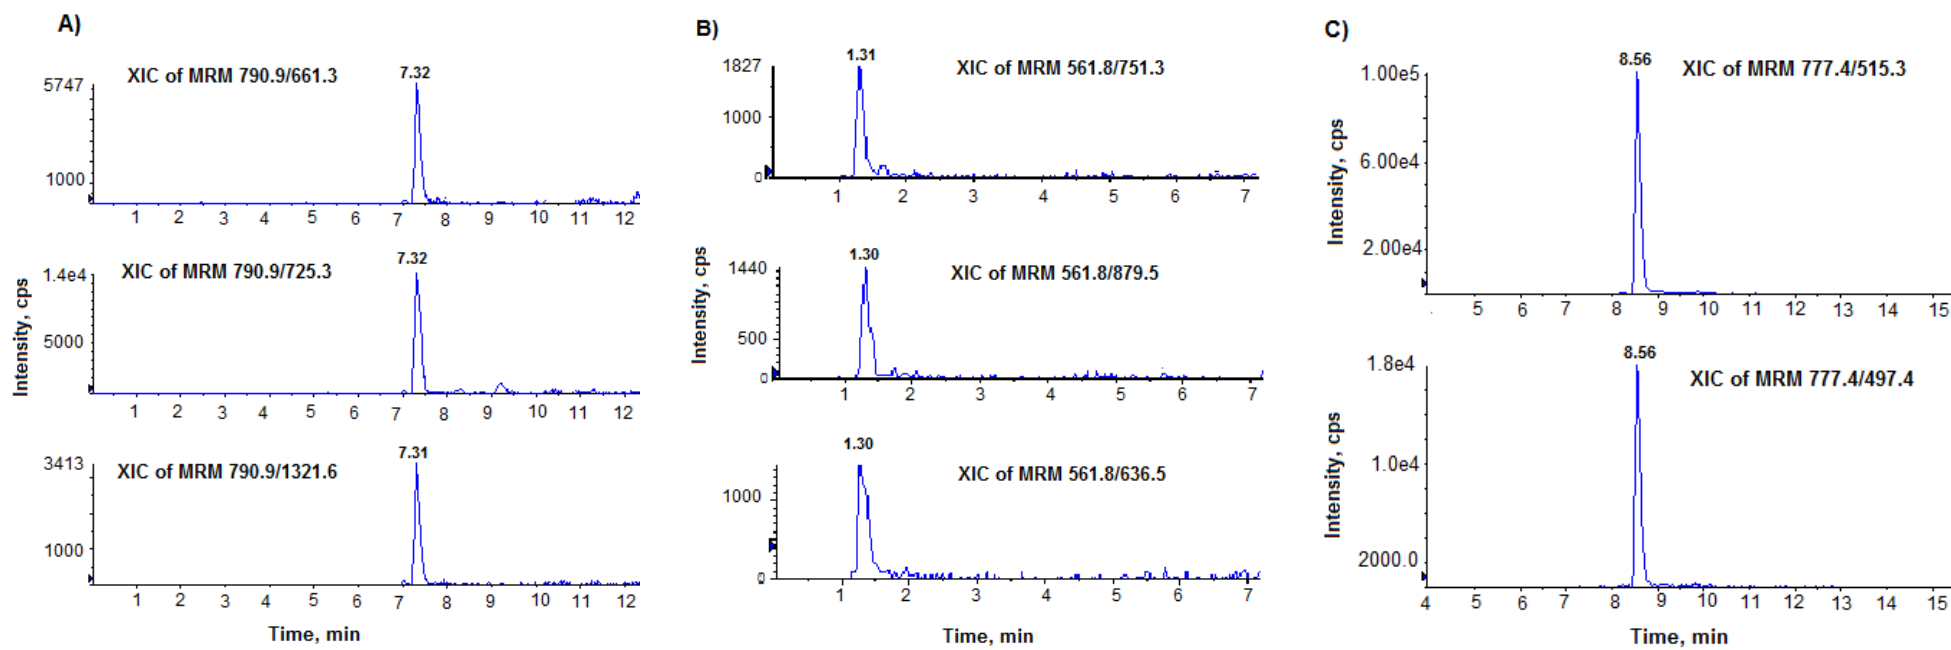 A)
XIC of MRM 790.9/661.3
7.32
5747
1000
1 2 3 4 5 6 7 8 9 10 11 12
XIC of MRM 790.9/725.3
7.32
1.4e4
5000
1 2 3 4 5 6 7 8 9 10 11 12
Intensity, cps
XIC of MRM 790.9/1321.6
7.31
3413
1000
1 2 3 4 5 6 7 8 9 10 11 12
Time, min
B)
1.31
XIC of MRM 561.8/751.3
1827
1000
0
1 2 3 4 5 6 7
1.30
XIC of MRM 561.8/879.5
1440
500
0
1 2 3 4 5 6 7
Intensity, cps
1.30
XIC of MRM 561.8/636.5
1000
0
1 2 3 4 5 6 7
Time, min
C)
8.56
XIC of MRM 777.4/515.3
1.00e5
6.00e4
2.00e4
Intensity, cps
5 6 7 8 9 10 11 12 13 14 15
8.56
XIC of MRM 777.4/497.4
1.8e4
1.0e4
2000.0
Intensity, cps
4 5 6 7 8 9 10 11 12 13 14 15
Time, min